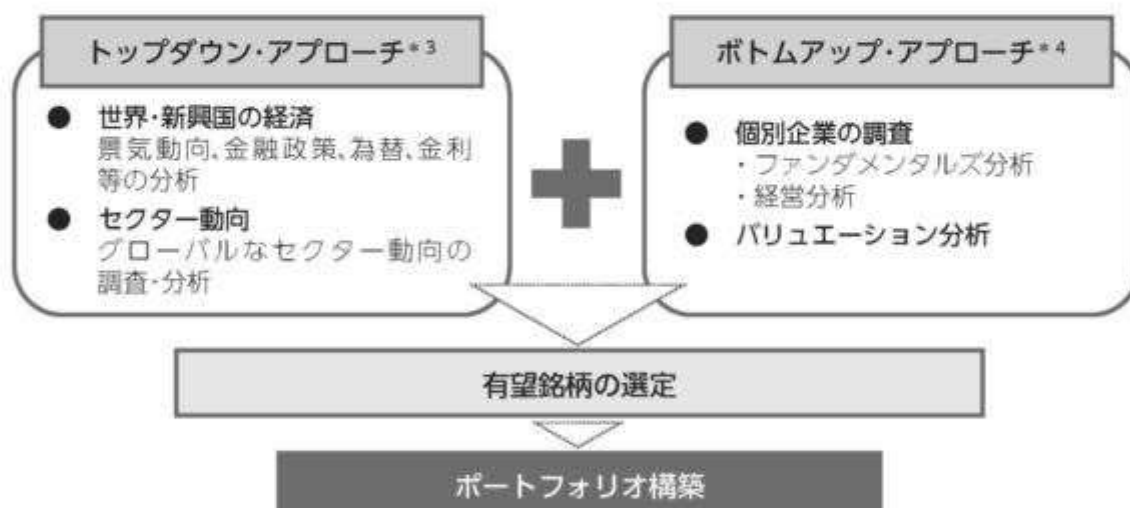 トップダウン・アプローチ*3
● 世界・新興国の経済
景気動向、金融政策、為替、金利
等の分析
● セクター動向
グローバルなセクター動向の
調査・分析
ボトムアップ・アプローチ*4
● 個別企業の調査
・ファンダメンタルズ分析
・経営分析
● バリュエーション分析
有望銘柄の選定
ポートフォリオ構築